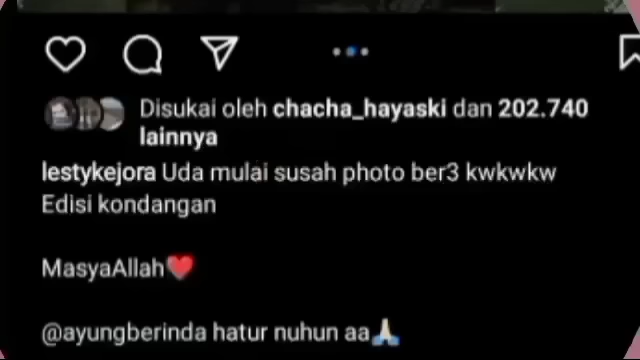 Disukai oleh chacha_hayaski dan 202.740
lainnya
lestykejora Uda mulai susah photo ber3 kwkwkw
Edisi kondangan
MasyaAllah❤️
@ayungberinda hatur nuhun aa🙏🏻